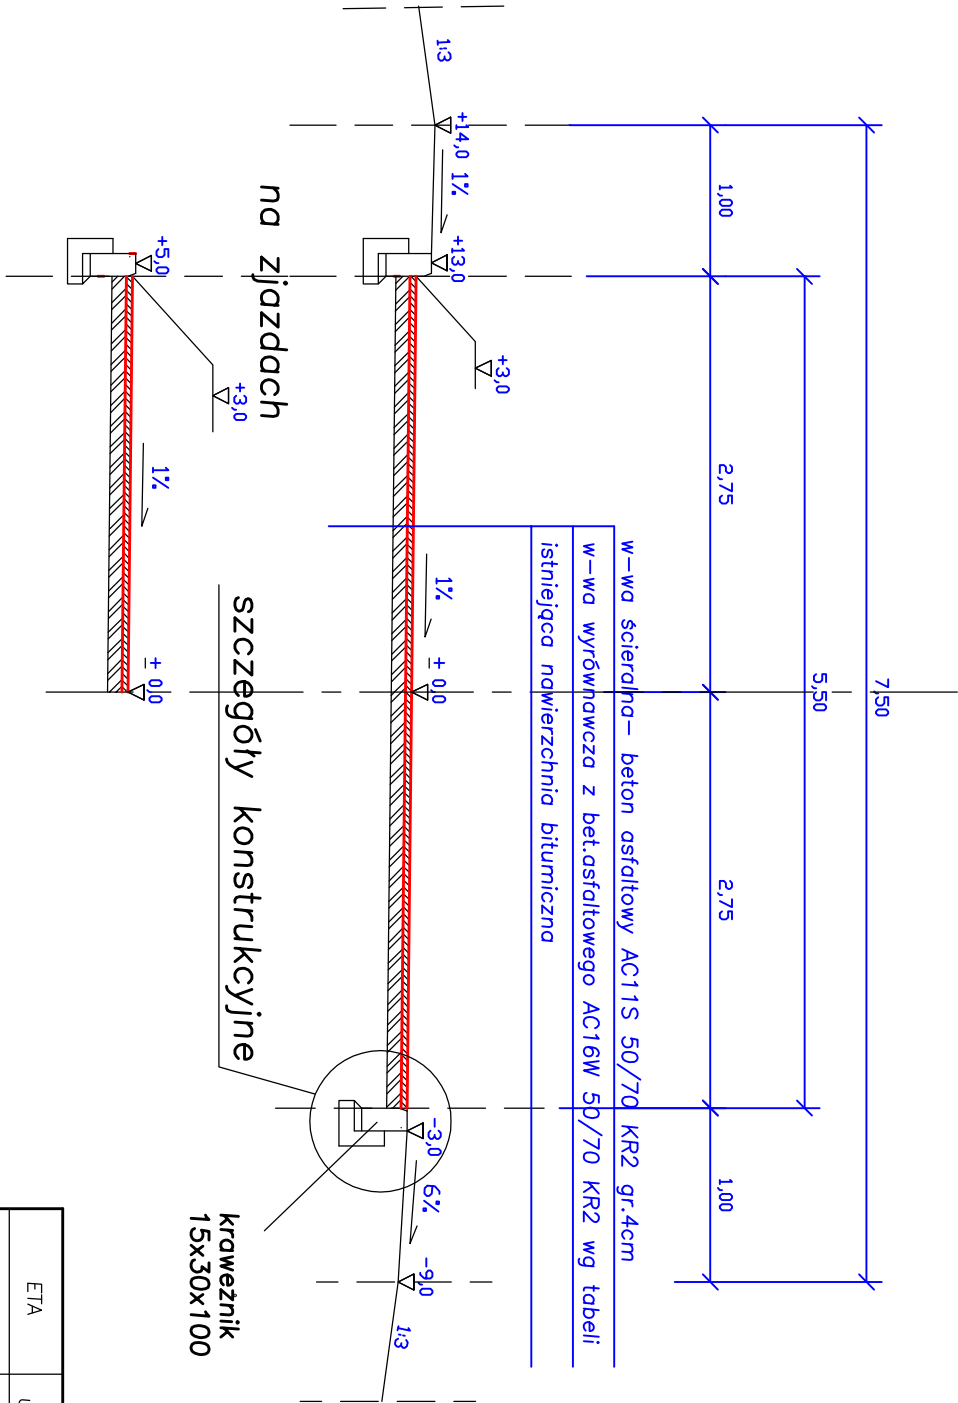 7,50
5,50
1,00
2,75
2,75
1,00
w-wa ścieralna- beton asfaltowy AC11S 50/70 KR2 gr.4cm
w-wa wyrównawcza z bet.asfaltowego AC16W 50/70 KR2 wg tabeli
istniejąca nawierzchnia bitumiczna
1:3
+14,0
1%
+13,0
+3,0
1%
± 0,0
-3,0
6%
-9,0
1:3
na zjazdach
szczegóły konstrukcyjne
krawężnik
15x30x100
+5,0
+3,0
1%
± 0,0
ETA